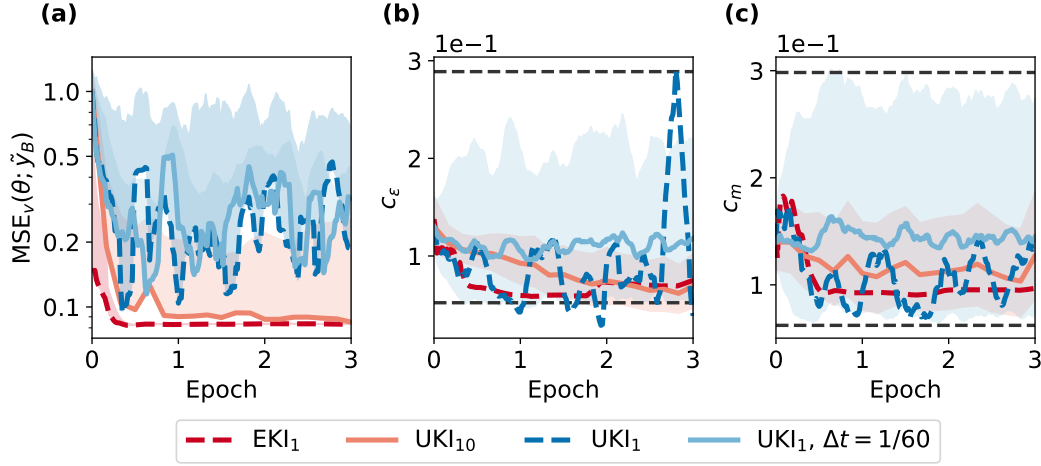 (a)
(b)
(c)
1e−1
1e−1
MSEᵥ(θ; ỹ_B)
1.0
0.5
0.2
0.1
0
1
2
3
Epoch
c_ε
3
2
1
0
1
2
3
Epoch
c_m
3
2
1
0
1
2
3
Epoch
EKI₁
UKI₁₀
UKI₁
UKI₁, Δt = 1/60